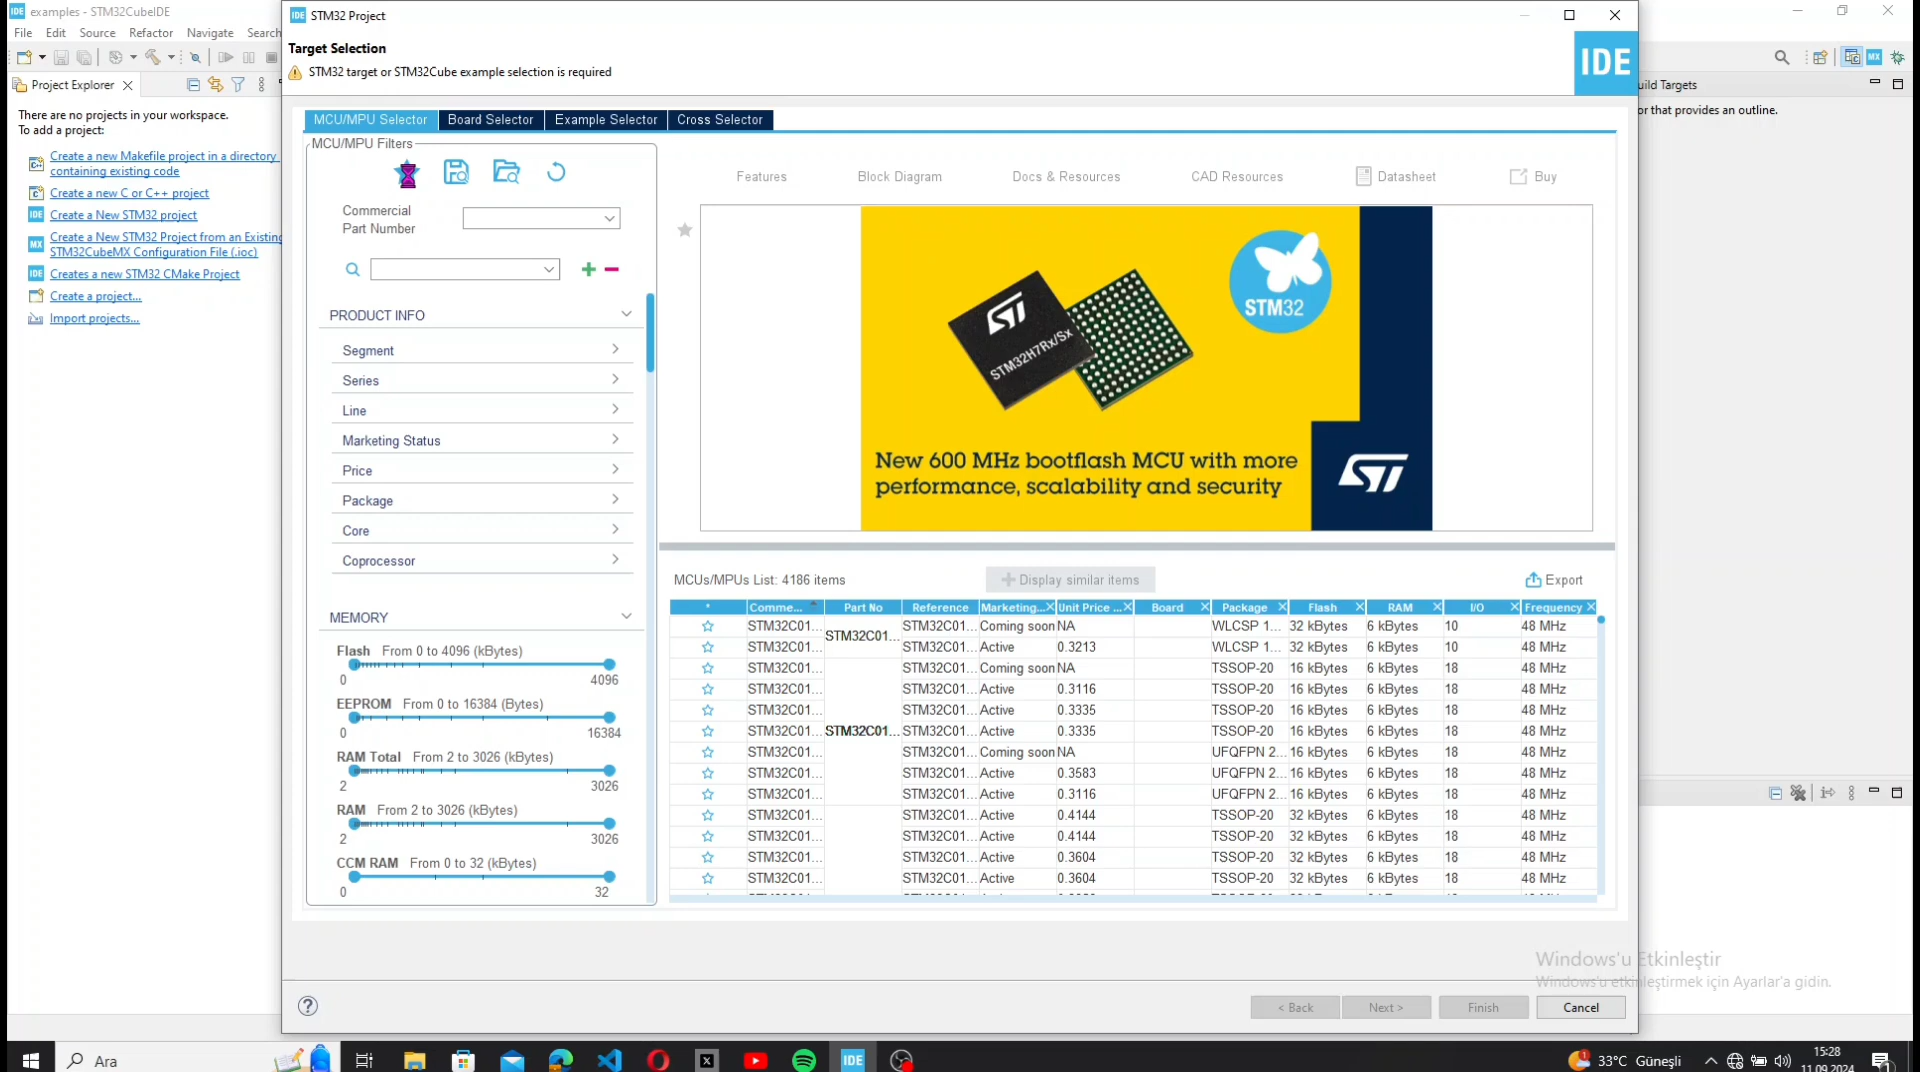 examples - STM32CubeIDE
File Edit Source Refactor Navigate Search
Project Explorer
There are no projects in your workspace.
To add a project:
Create a new Makefile project in a directory
containing existing code
Create a new C or C++ project
Create a New STM32 project
Create a New STM32 Project from an Existing
STM32CubeMX Configuration File (.ioc)
Creates a new STM32 CMake Project
Create a project...
Import projects...
STM32 Project
Target Selection
STM32 target or STM32Cube example selection is required
IDE
MCU/MPU Selector Board Selector Example Selector Cross Selector
MCU/MPU Filters
Commercial
Part Number
PRODUCT INFO
Segment
Series
Line
Marketing Status
Price
Package
Core
Coprocessor
MEMORY
Flash From 0 to 4096 (kBytes)
0 4096
EEPROM From 0 to 16384 (Bytes)
0 16384
RAM Total From 2 to 3026 (kBytes)
2 3026
RAM From 2 to 3026 (kBytes)
2 3026
CCM RAM From 0 to 32 (kBytes)
0 32
Features Block Diagram Docs & Resources CAD Resources Datasheet Buy
STM32H7Rx/Sx
STM32
New 600 MHz bootflash MCU with more
performance, scalability and security
MCUs/MPUs List: 4186 items
Display similar items
Export
* Comme... Part No Reference Marketing... Unit Price ... Board Package Flash RAM I/O Frequency
STM32C01... STM32C01... STM32C01... Coming soon NA WLCSP 1... 32 kBytes 6 kBytes 10 48 MHz
STM32C01... STM32C01... Active 0.3213 WLCSP 1... 32 kBytes 6 kBytes 10 48 MHz
STM32C01... STM32C01... Coming soon NA TSSOP-20 16 kBytes 6 kBytes 18 48 MHz
STM32C01... STM32C01... Active 0.3116 TSSOP-20 16 kBytes 6 kBytes 18 48 MHz
STM32C01... STM32C01... Active 0.3335 TSSOP-20 16 kBytes 6 kBytes 18 48 MHz
STM32C01... STM32C01... STM32C01... Active 0.3335 TSSOP-20 16 kBytes 6 kBytes 18 48 MHz
STM32C01... STM32C01... Coming soon NA UFQFPN 2... 16 kBytes 6 kBytes 18 48 MHz
STM32C01... STM32C01... Active 0.3583 UFQFPN 2... 16 kBytes 6 kBytes 18 48 MHz
STM32C01... STM32C01... Active 0.3116 UFQFPN 2... 16 kBytes 6 kBytes 18 48 MHz
STM32C01... STM32C01... Active 0.4144 TSSOP-20 32 kBytes 6 kBytes 18 48 MHz
STM32C01... STM32C01... Active 0.4144 TSSOP-20 32 kBytes 6 kBytes 18 48 MHz
STM32C01... STM32C01... Active 0.3604 TSSOP-20 32 kBytes 6 kBytes 18 48 MHz
STM32C01... STM32C01... Active 0.3604 TSSOP-20 32 kBytes 6 kBytes 18 48 MHz
< Back Next > Finish Cancel
uild Targets
or that provides an outline.
Windows'u Etkinleştir
Windows'u etkinleştirmek için Ayarlar'a gidin.
Ara
IDE
33°C Güneşli
15:28
11.09.2024